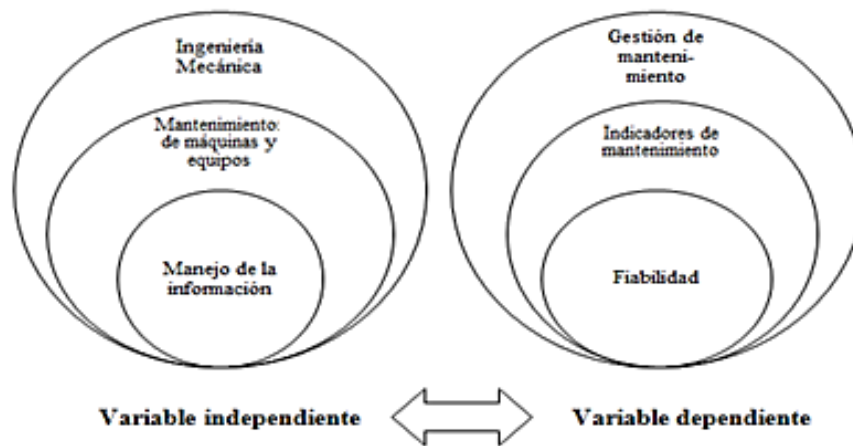 Ingeniería
Mecánica
Mantenimiento:
de máquinas y
equipos
Manejo de la
información
Gestión de
manteni-
miento
Indicadores de
mantenimiento
Fiabilidad
Variable independiente
Variable dependiente